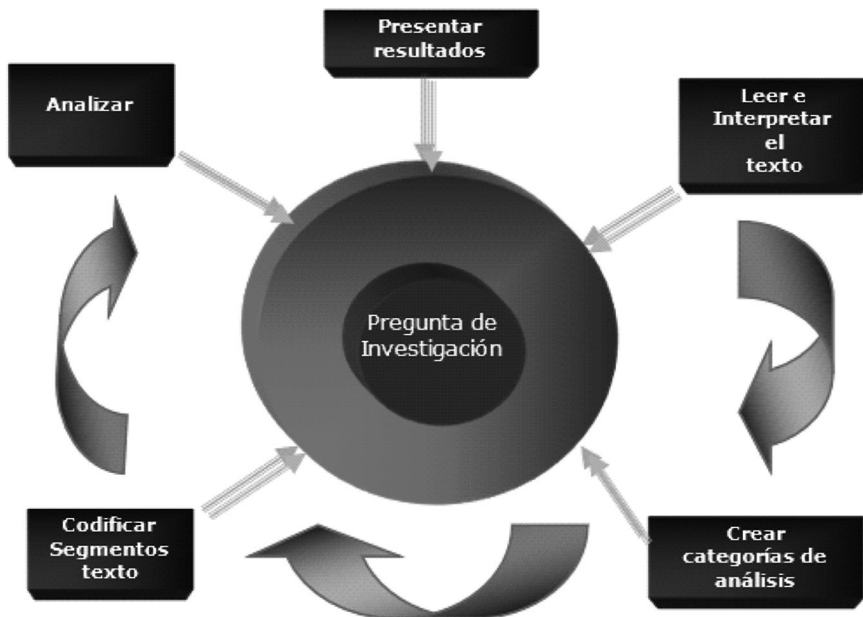 Presentar
resultados
Analizar
Leer e
Interpretar
el
texto
Pregunta de
Investigación
Codificar
Segmentos
texto
Crear
categorías de
análisis